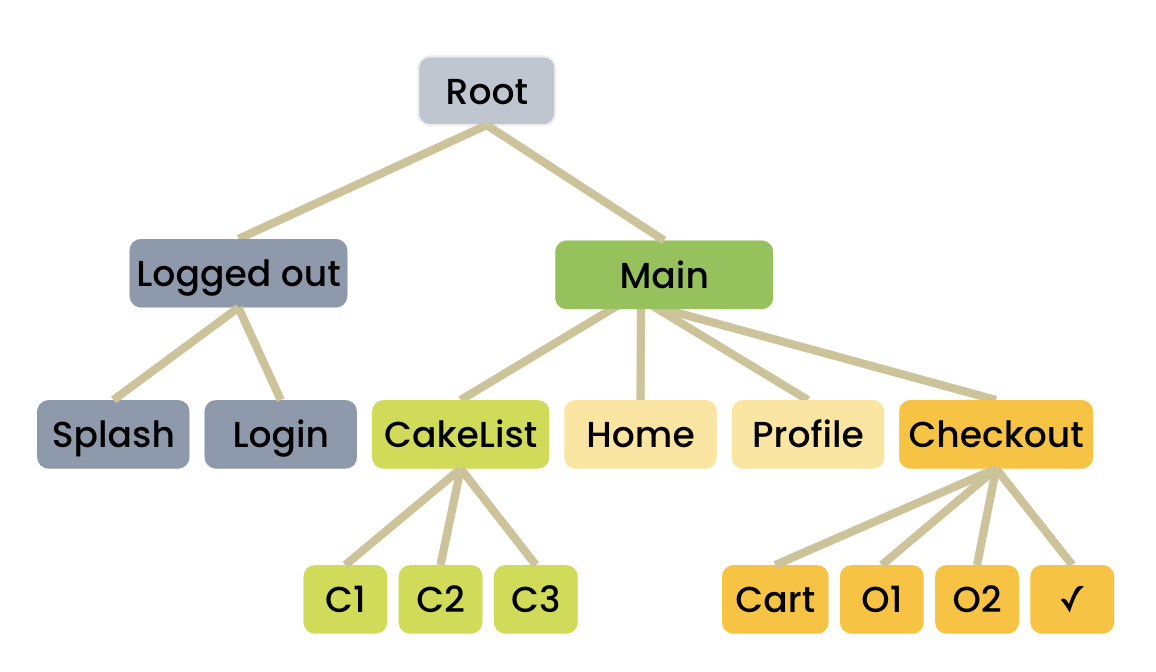 Root
Logged out
Main
Splash
Login
CakeList
Home
Profile
Checkout
C1
C2
C3
Cart
O1
O2
✓